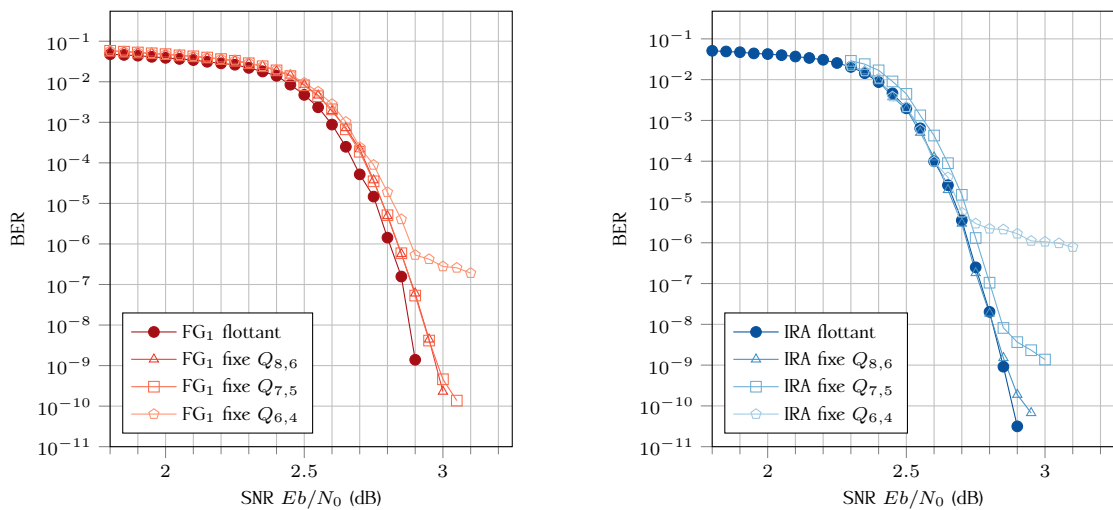 10⁻¹
10⁻²
10⁻³
10⁻⁴
10⁻⁵
10⁻⁶
10⁻⁷
10⁻⁸
10⁻⁹
10⁻¹⁰
10⁻¹¹
BER
FG₁ flottant
FG₁ fixe Q₈,₆
FG₁ fixe Q₇,₅
FG₁ fixe Q₆,₄
2 2.5 3
SNR Eb/N₀ (dB)
10⁻¹
10⁻²
10⁻³
10⁻⁴
10⁻⁵
10⁻⁶
10⁻⁷
10⁻⁸
10⁻⁹
10⁻¹⁰
10⁻¹¹
BER
IRA flottant
IRA fixe Q₈,₆
IRA fixe Q₇,₅
IRA fixe Q₆,₄
2 2.5 3
SNR Eb/N₀ (dB)